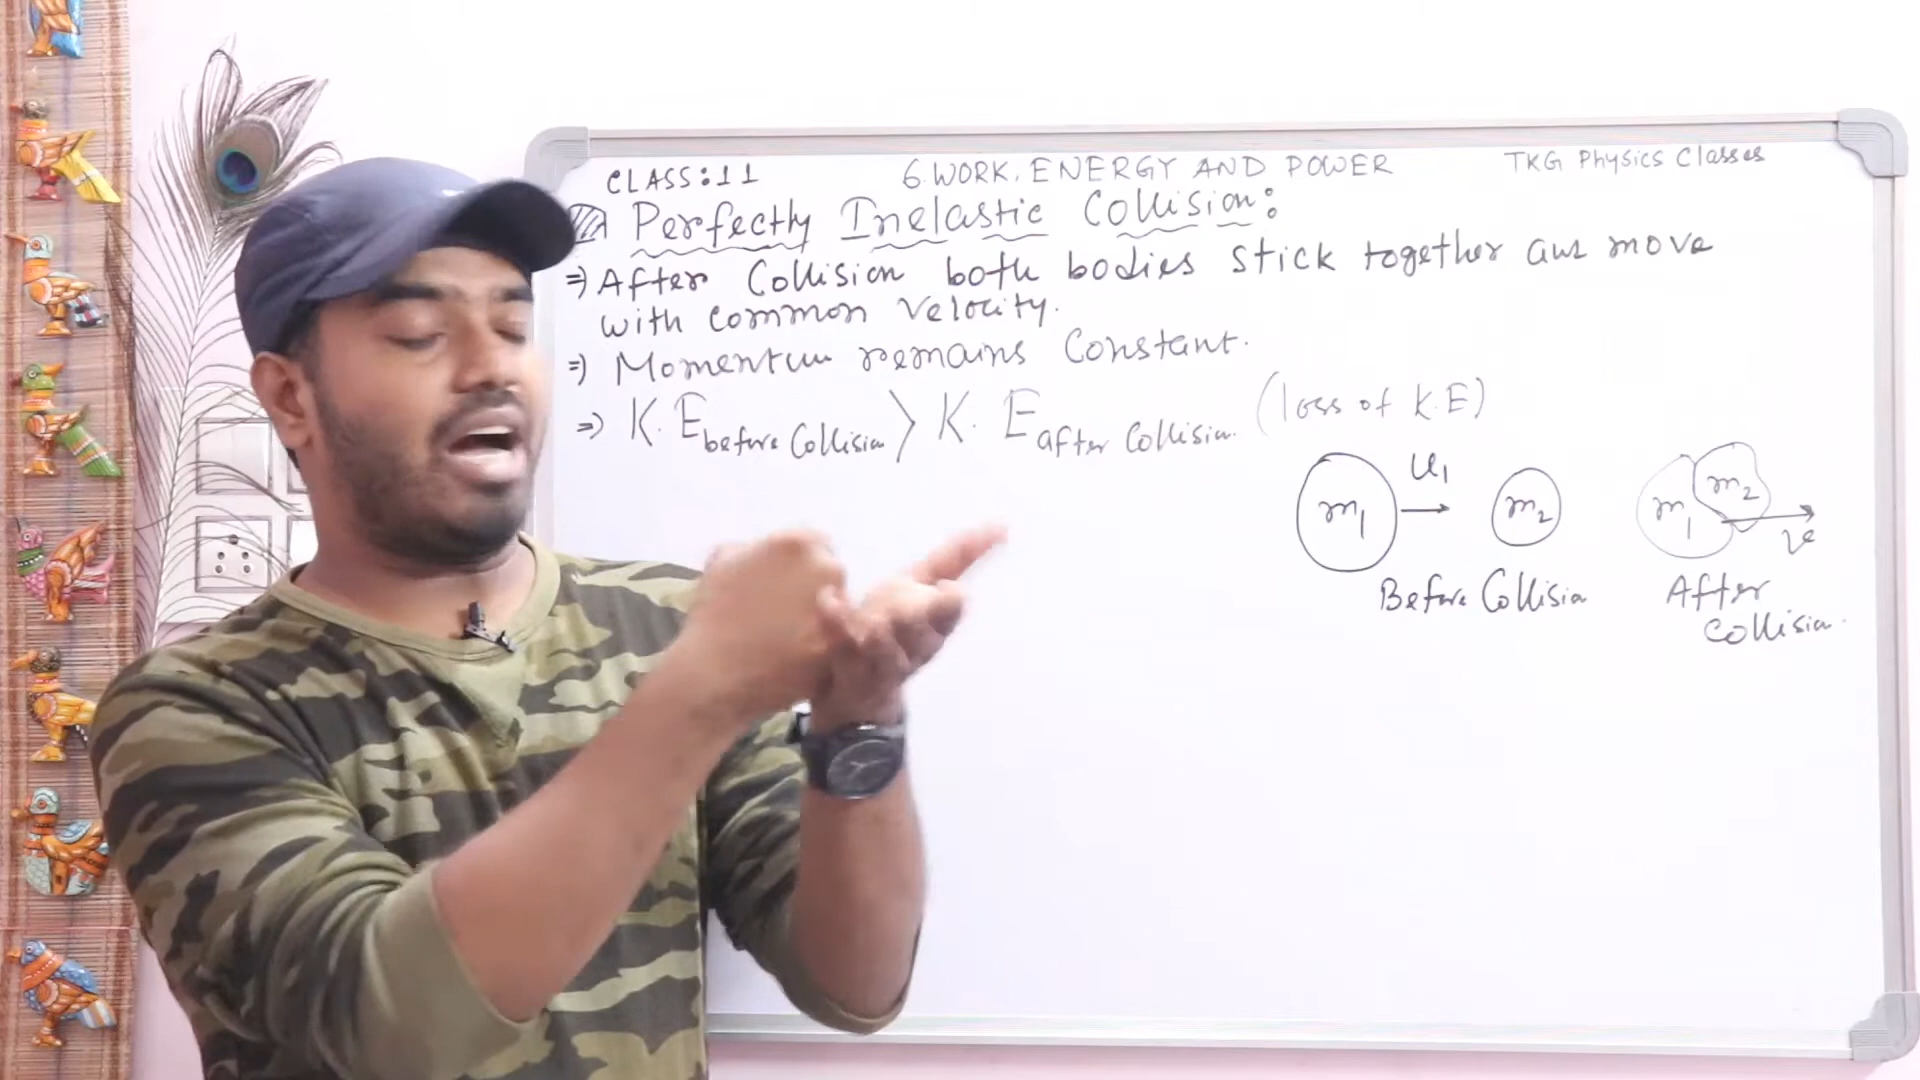 CLASS:11 6.WORK, ENERGY AND POWER TKG Physics Classes
Perfectly Inelastic Collision:
⇒ After Collision both bodies stick together and move
with common velocity.
⇒ Momentum remains Constant.
⇒ K.E before Collision > K.E after Collision. (loss of K.E)
m₁ → u₁ m₂ m₁ m₂ → v
Before Collision After
Collision.